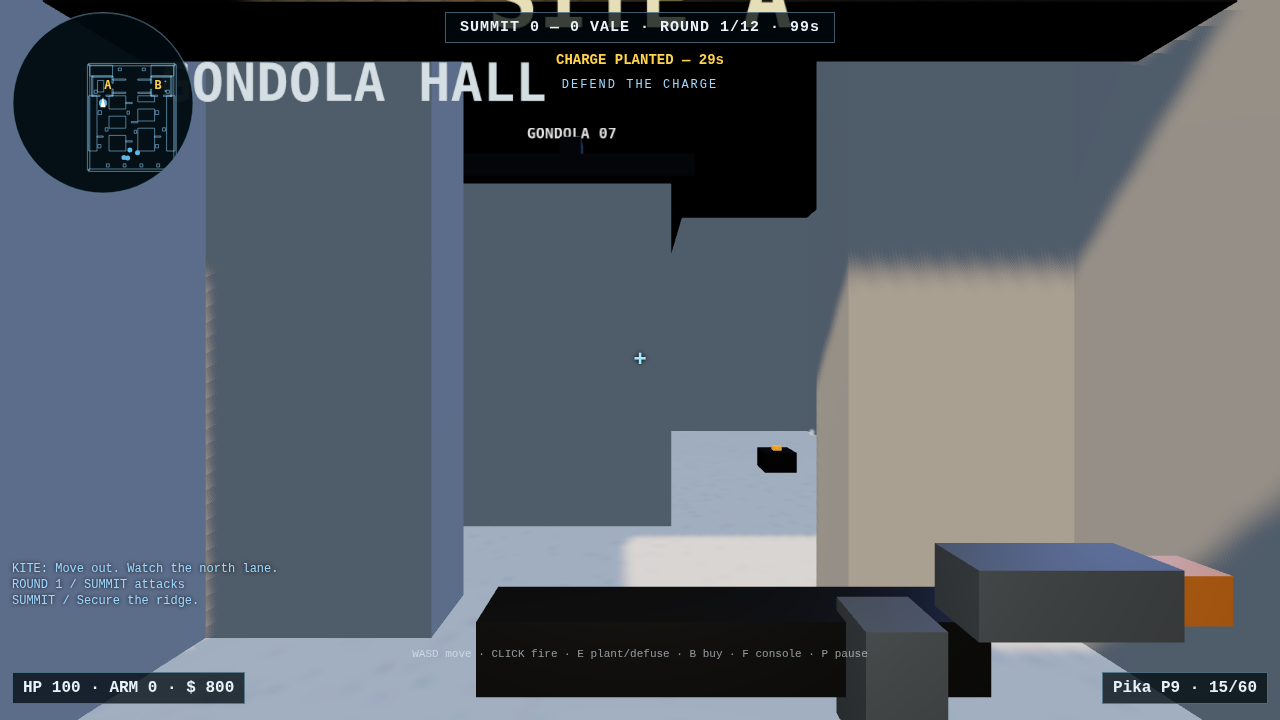 SITE A
SUMMIT 0 — 0 VALE · ROUND 1/12 · 99s
CHARGE PLANTED — 29s
DEFEND THE CHARGE
GONDOLA HALL
A
B
GONDOLA 07
KITE: Move out. Watch the north lane.
ROUND 1 / SUMMIT attacks
SUMMIT / Secure the ridge.
WASD move · CLICK fire · E plant/defuse · B buy · F console · P pause
HP 100 · ARM 0 · $ 800
Pika P9 · 15/60